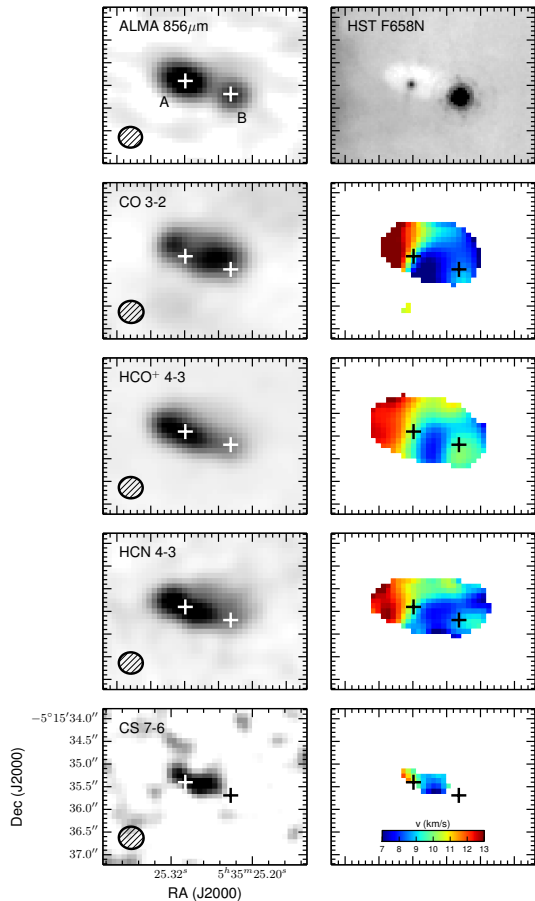 ALMA 856μm
HST F658N
A
B
CO 3-2
HCO⁺ 4-3
HCN 4-3
CS 7-6
−5°15′34.0″
34.5″
35.0″
35.5″
36.0″
36.5″
37.0″
Dec (J2000)
25.32ˢ
5ʰ35ᵐ25.20ˢ
RA (J2000)
v (km/s)
7 8 9 10 11 12 13